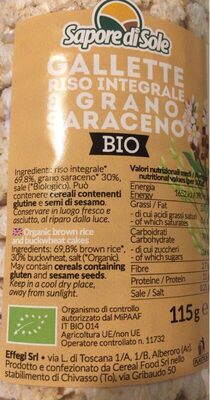 Sapore di Sole
GALLETTE
RISO INTEGRALE
E GRANO
SARACENO
BIO
Ingredienti: riso integrale*
69,8%, grano saraceno* 30%,
sale (*Biologico). Può
contenere cereali contenenti
glutine e semi di sesamo.
Conservare in luogo fresco e
asciutto, al riparo dalla luce.
Organic brown rice
and buckwheat cakes
Ingredients: 69,8% brown rice*,
30% buckwheat, salt (*Organic).
May contain cereals containing
gluten and sesame seeds.
Keep in a cool dry place,
away from sunlight.
Valori nutrizionali medi
nutritional values
Energia
Energy
Grassi / Fat
- di cui acidi grassi saturi
of which saturates
Carboidrati
Carbohydrate
- di cui zuccheri
of which sugars
Fibre
Proteine / Protein
Sale / Salt
115g
Organismo di controllo
autorizzato dal MiPAAF
IT BIO 014
Agricoltura UE/non UE
Operatore controllato n. 11732
Effegi Srl • via L. di Toscana 1/A, 1/B, Alberoro (Ar).
Prodotto e confezionato da Cereal Food Srl nello
stabilimento di Chivasso (To), via Gribaudo 50